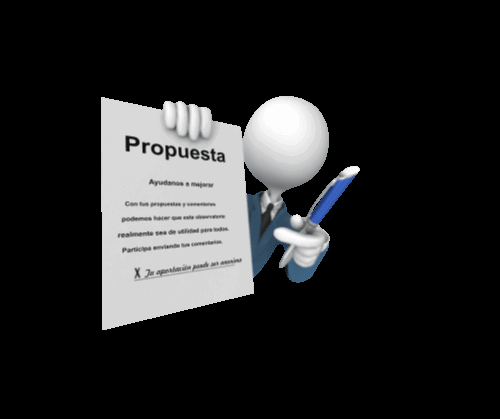 Propuesta
Ayudanos a mejorar
Con tus propuestas y comentarios
podemos hacer que este observatorio
realmente sea de utilidad para todos.
Participa enviando tus comentarios.
X Tu aportación puede ser anonima